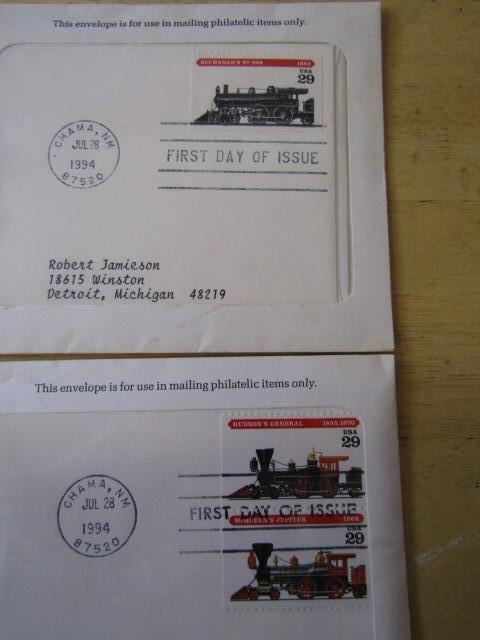 This envelope is for use in mailing philatelic items only.
BUCHANAN'S Nº 999 1893
USA
29
CHAMA, NM
JUL 28
1994
87520
FIRST DAY OF ISSUE
Robert Jamieson
18615 Winston
Detroit, Michigan 48219
This envelope is for use in mailing philatelic items only.
HUDSON'S GENERAL 1855, 1870
USA
29
CHAMA, NM
JUL 28
1994
87520
FIRST DAY OF ISSUE
McQUEEN'S JUPITER 1868
USA
29